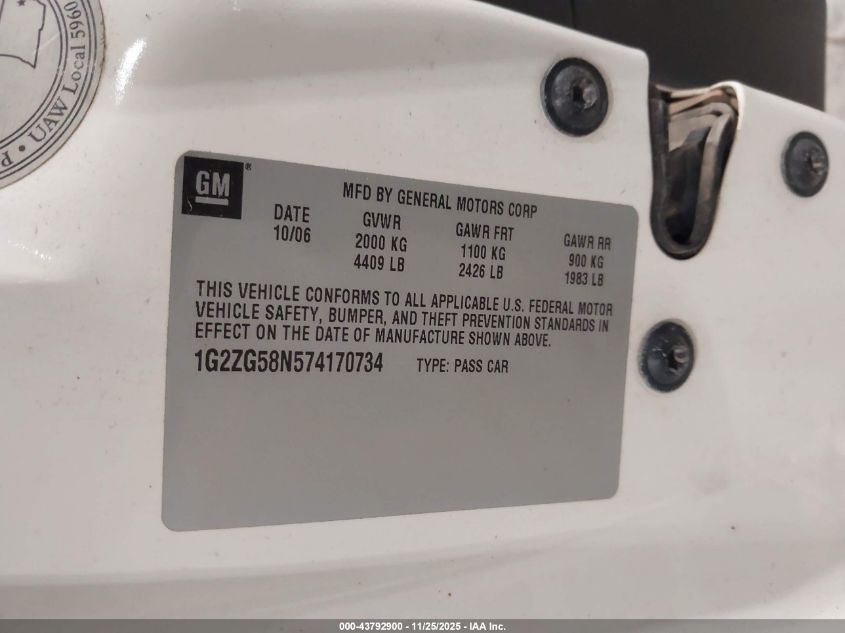 UAW Local 5960
GM ®
MFD BY GENERAL MOTORS CORP
DATE GVWR GAWR FRT GAWR RR
10/06 2000 KG 1100 KG 900 KG
4409 LB 2426 LB 1983 LB
THIS VEHICLE CONFORMS TO ALL APPLICABLE U.S. FEDERAL MOTOR
VEHICLE SAFETY, BUMPER, AND THEFT PREVENTION STANDARDS IN
EFFECT ON THE DATE OF MANUFACTURE SHOWN ABOVE.
1G2ZG58N574170734 TYPE: PASS CAR
000-43792900 - 11/25/2025 - IAA Inc.